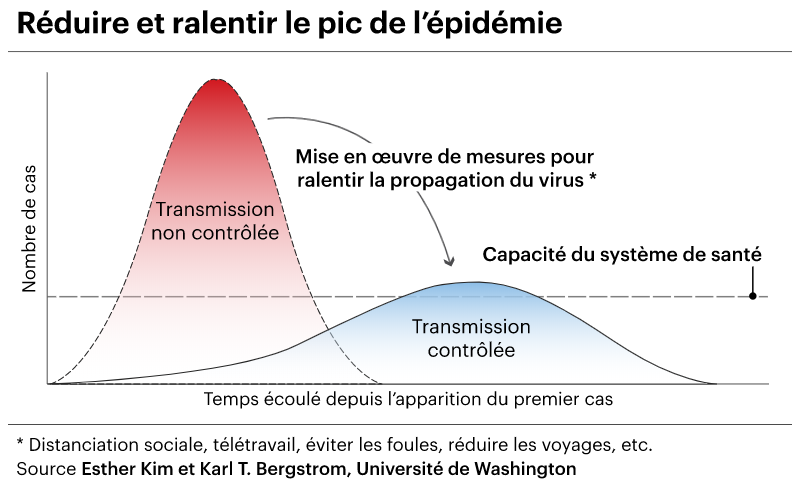 Réduire et ralentir le pic de l'épidémie
Nombre de cas
Transmission
non contrôlée
Mise en œuvre de mesures pour
ralentir la propagation du virus *
Capacité du système de santé
Transmission
contrôlée
Temps écoulé depuis l'apparition du premier cas
* Distanciation sociale, télétravail, éviter les foules, réduire les voyages, etc.
Source Esther Kim et Karl T. Bergstrom, Université de Washington